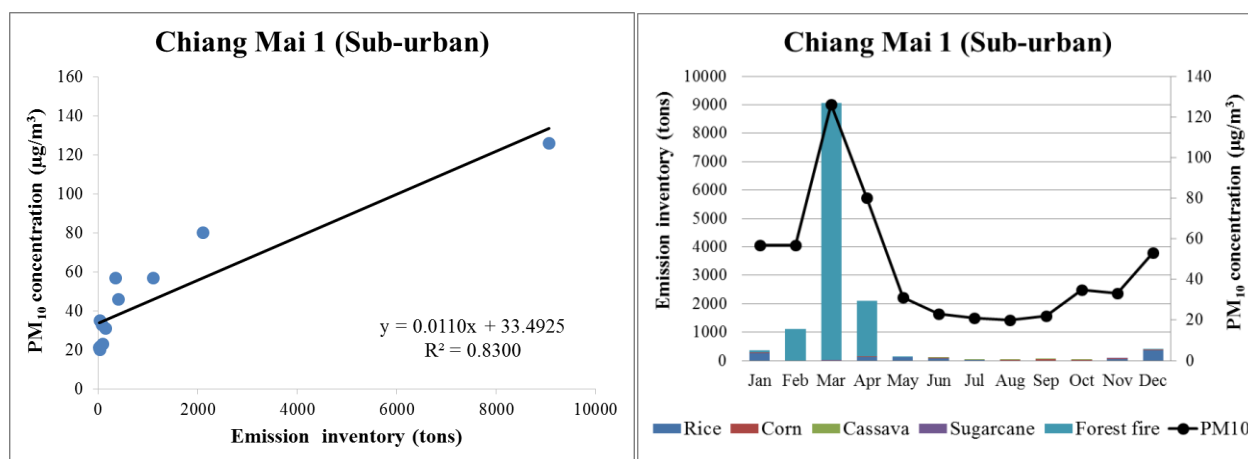 Chiang Mai 1 (Sub-urban)
PM₁₀ concentration (µg/m³)
160
140
120
100
80
60
40
20
0
y = 0.0110x + 33.4925
R² = 0.8300
0 2000 4000 6000 8000 10000
Emission inventory (tons)
Chiang Mai 1 (Sub-urban)
Emission inventory (tons)
10000
9000
8000
7000
6000
5000
4000
3000
2000
1000
0
140
120
100
80
60
40
20
0
PM₁₀ concentration (µg/m³)
Jan Feb Mar Apr May Jun Jul Aug Sep Oct Nov Dec
Rice Corn Cassava Sugarcane Forest fire PM10